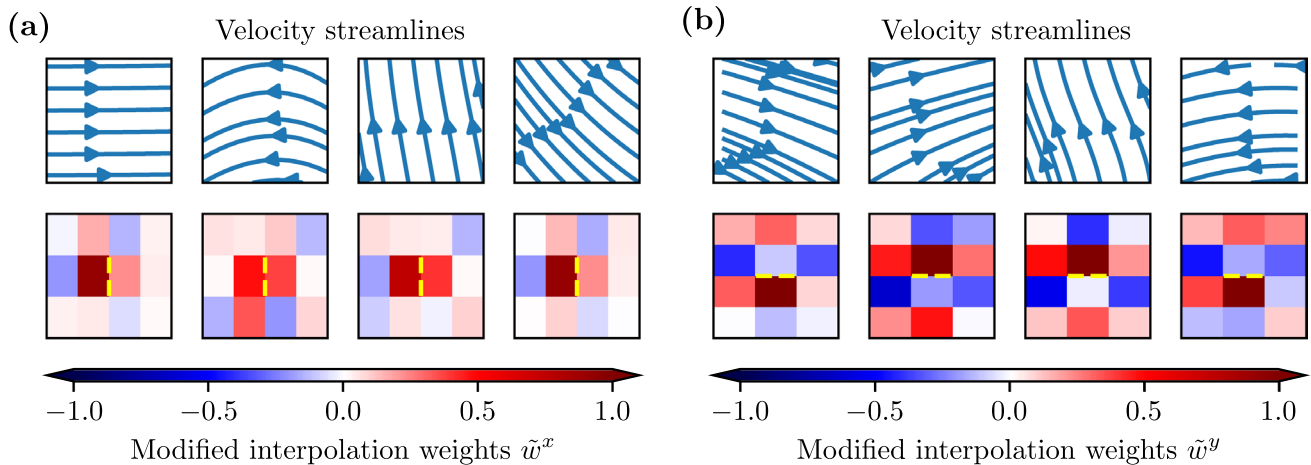 (a)
Velocity streamlines
−1.0 −0.5 0.0 0.5 1.0
Modified interpolation weights w̃ˣ
(b)
Velocity streamlines
−1.0 −0.5 0.0 0.5 1.0
Modified interpolation weights w̃ʸ